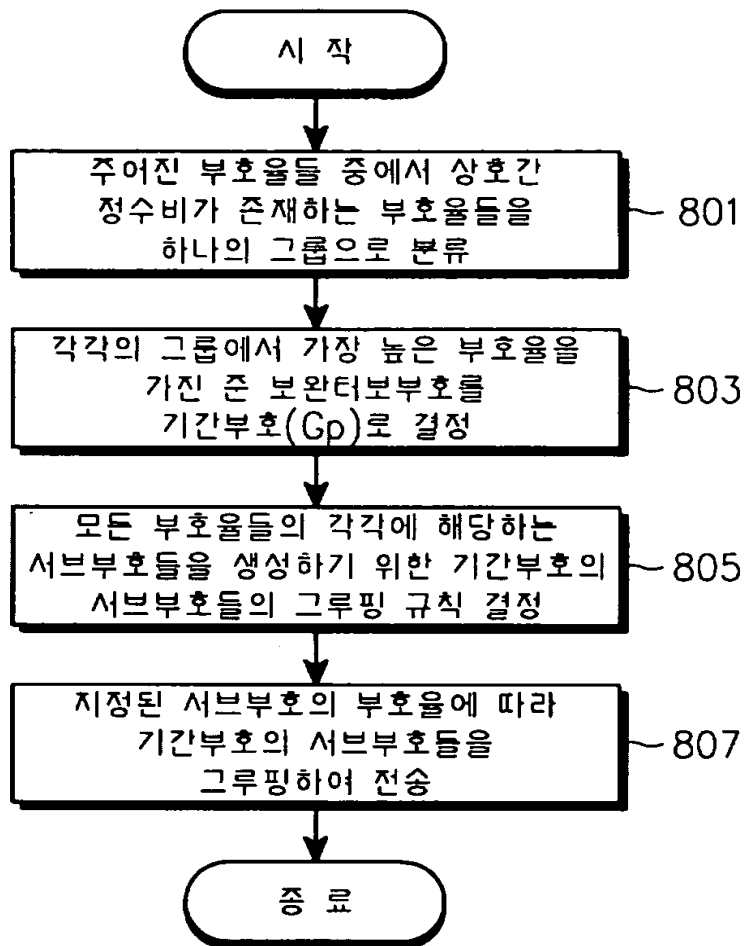 시 작
주어진 부호율들 중에서 상호간
정수비가 존재하는 부호율들을
하나의 그룹으로 분류
801
각각의 그룹에서 가장 높은 부호율을
가진 준 보완터보부호를
기간부호(Gp)로 결정
803
모든 부호율들의 각각에 해당하는
서브부호들을 생성하기 위한 기간부호의
서브부호들의 그루핑 규칙 결정
805
지정된 서브부호의 부호율에 따라
기간부호의 서브부호들을
그루핑하여 전송
807
종 료